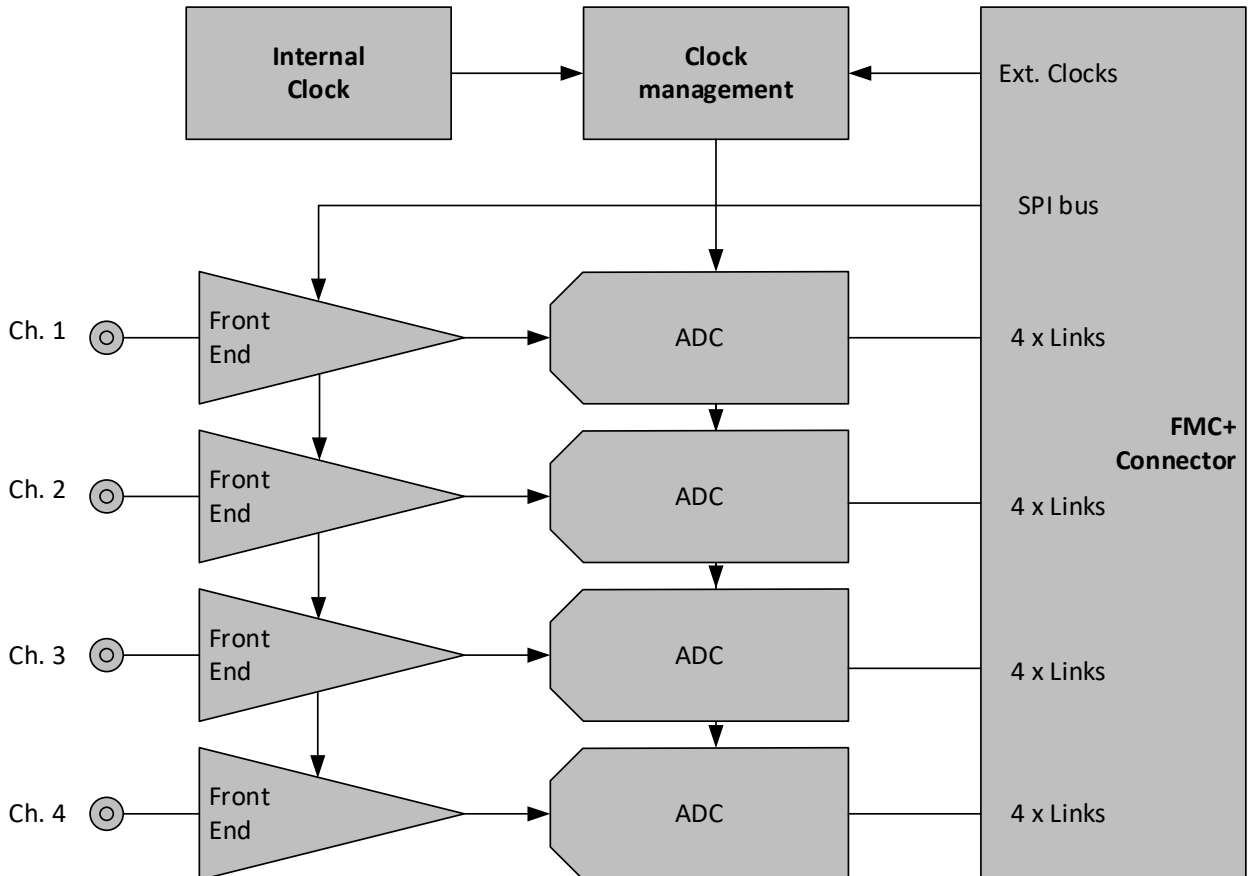 Internal
Clock
Clock
management
Ext. Clocks
SPI bus
Ch. 1
Front
End
ADC
4 x Links
FMC+
Connector
Ch. 2
Front
End
ADC
4 x Links
Ch. 3
Front
End
ADC
4 x Links
Ch. 4
Front
End
ADC
4 x Links